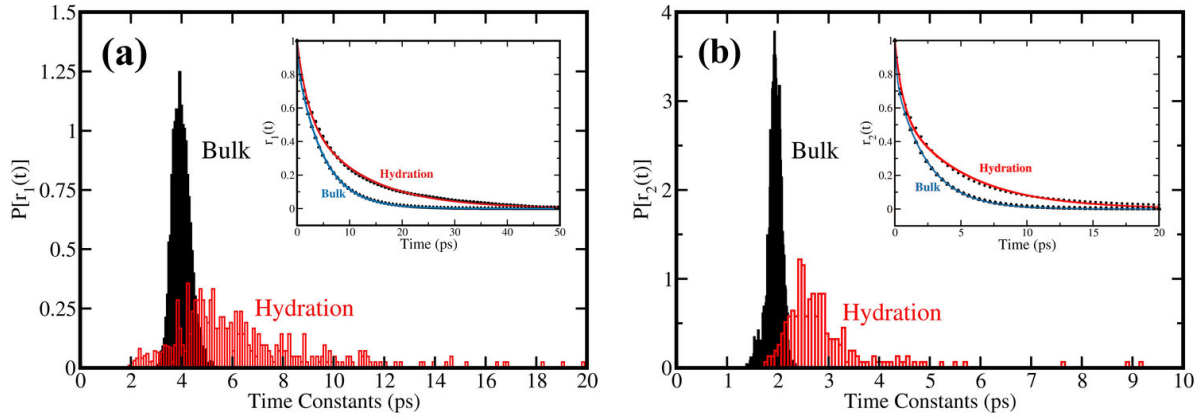 (a)
P[r₁(t)]
1.5
1.25
1
0.75
0.5
0.25
0
0 2 4 6 8 10 12 14 16 18 20
Time Constants (ps)
Bulk
Hydration
r₁(t)
1
0.8
0.6
0.4
0.2
0
0 10 20 30 40 50
Time (ps)
Hydration
Bulk
(b)
P[r₂(t)]
4
3
2
1
0
0 1 2 3 4 5 6 7 8 9 10
Time Constants (ps)
Bulk
Hydration
r₂(t)
1
0.8
0.6
0.4
0.2
0
0 5 10 15 20
Time (ps)
Hydration
Bulk